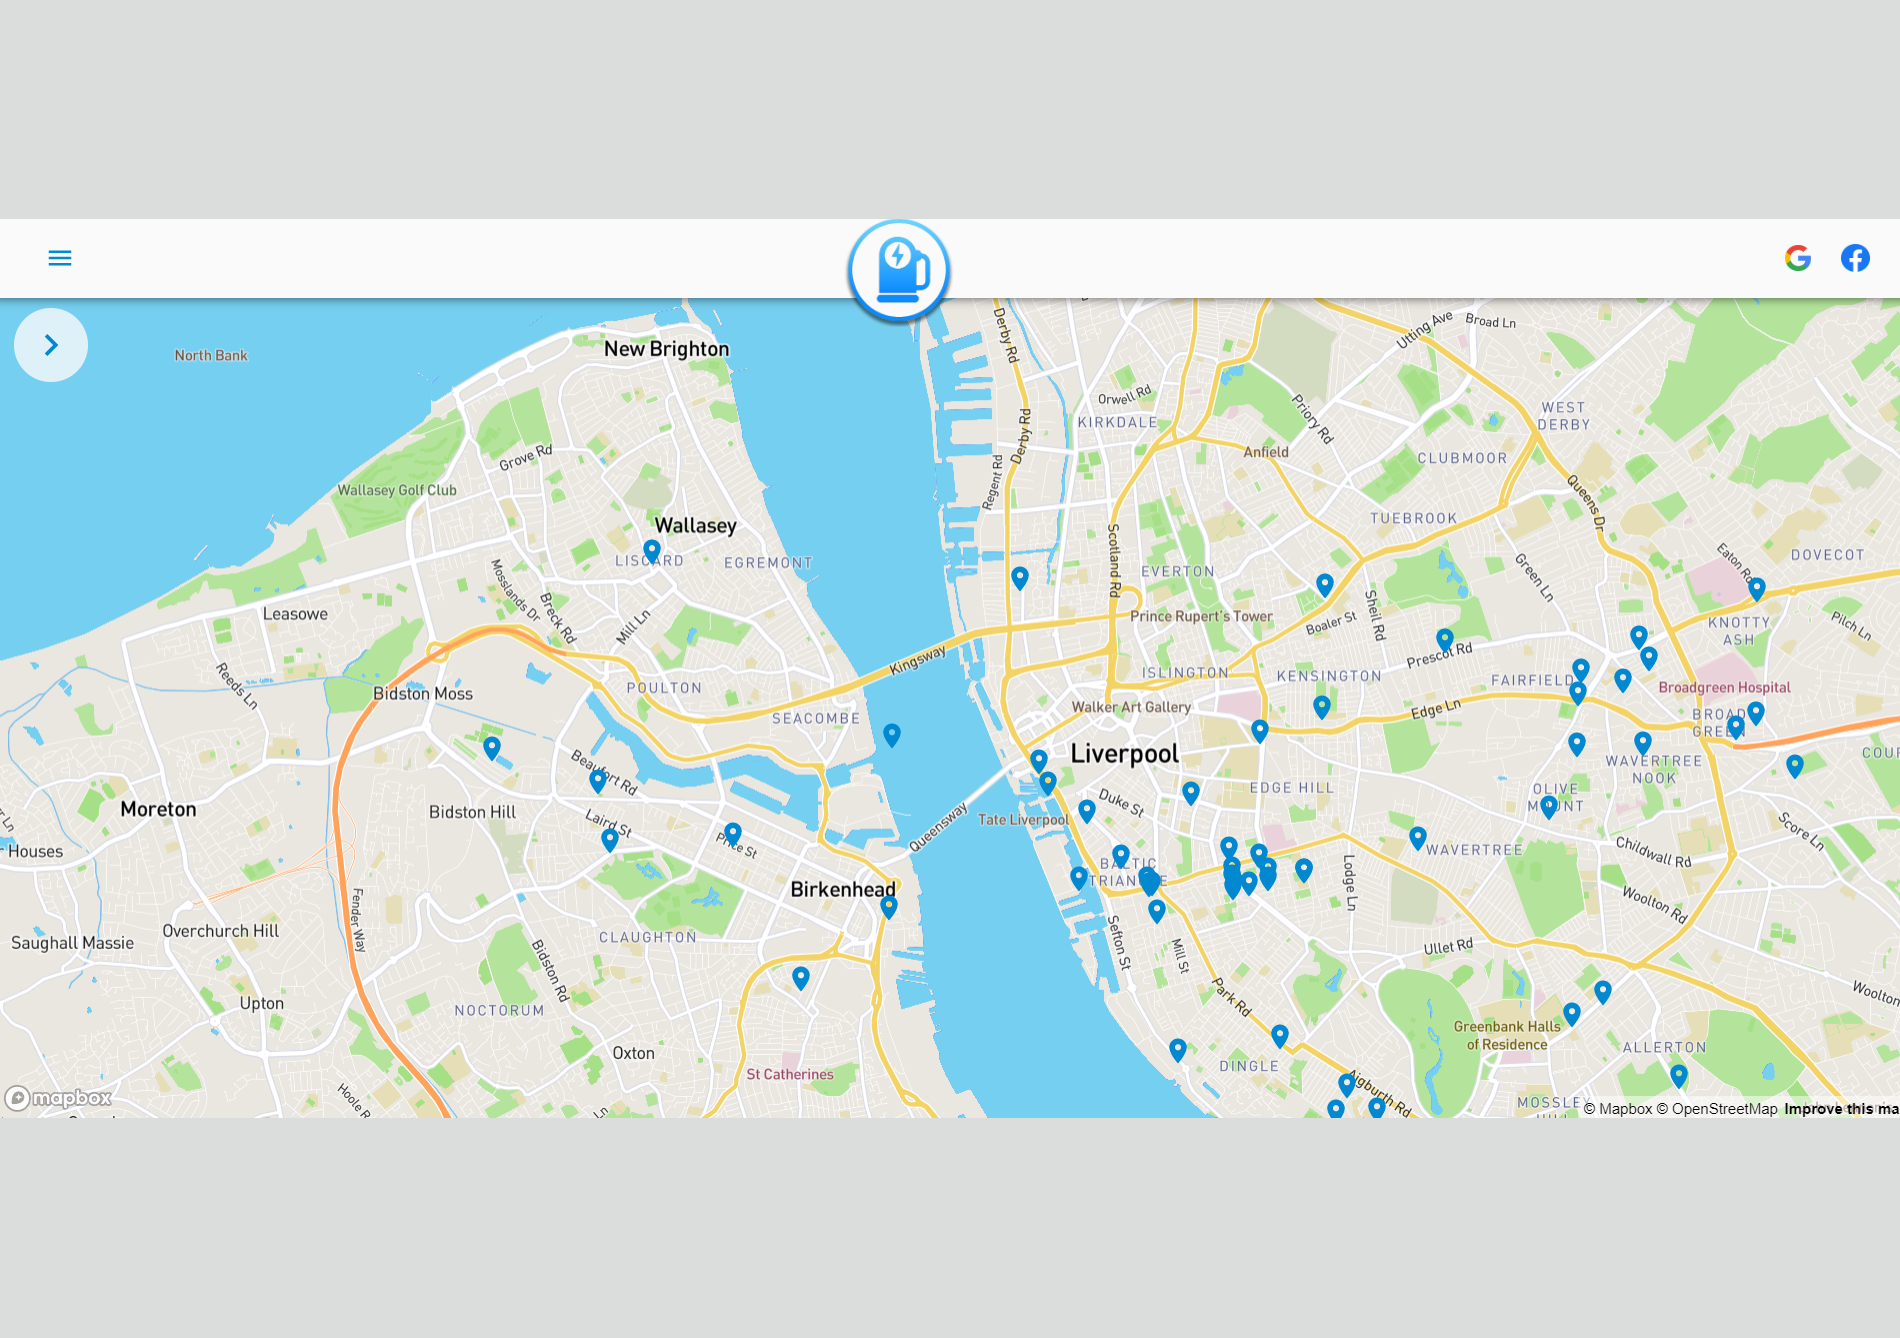 Derby Rd
Utting Ave
Broad Ln
North Bank
New Brighton
Orwell Rd
KIRKDALE
Priory Rd
WEST
DERBY
Derby Rd
Grove Rd
Anfield
CLUBMOOR
Wallasey Golf Club
Regent Rd
Queens Dr
Wallasey
TUEBROOK
Scotland Rd
LISCARD
EGREMONT
Eaton Rd
DOVECOT
Mosslands Dr
EVERTON
Green Ln
Breck Rd
Leasowe
Mill Ln
Prince Rupert's Tower
Boaler St
Sheil Rd
KNOTTY
ASH
Pilch Ln
Kingsway
Prescot Rd
Reeds Ln
Bidston Moss
POULTON
ISLINGTON
KENSINGTON
FAIRFIELD
Broadgreen Hospital
SEACOMBE
Walker Art Gallery
Edge Ln
BROAD
GREEN
Liverpool
COUR
Beaufort Rd
WAVERTREE
NOOK
Moreton
Bidston Hill
Duke St
EDGE HILL
OLIVE
MOUNT
Laird St
Queensway
Tate Liverpool
Score Ln
Price St
r Ln
r Houses
BALTIC
TRIANGLE
WAVERTREE
Childwall Rd
Birkenhead
Lodge Ln
Woolton Rd
Fender Way
Overchurch Hill
Saughall Massie
CLAUGHTON
Sefton St
Mill St
Ullet Rd
Bidston Rd
Upton
NOCTORUM
Park Rd
Woolton
Greenbank Halls
of Residence
Oxton
DINGLE
ALLERTON
St Catherines
Aigburth Rd
Hoole R
Ln
MOSSLEY
mapbox
© Mapbox © OpenStreetMap Improve this ma